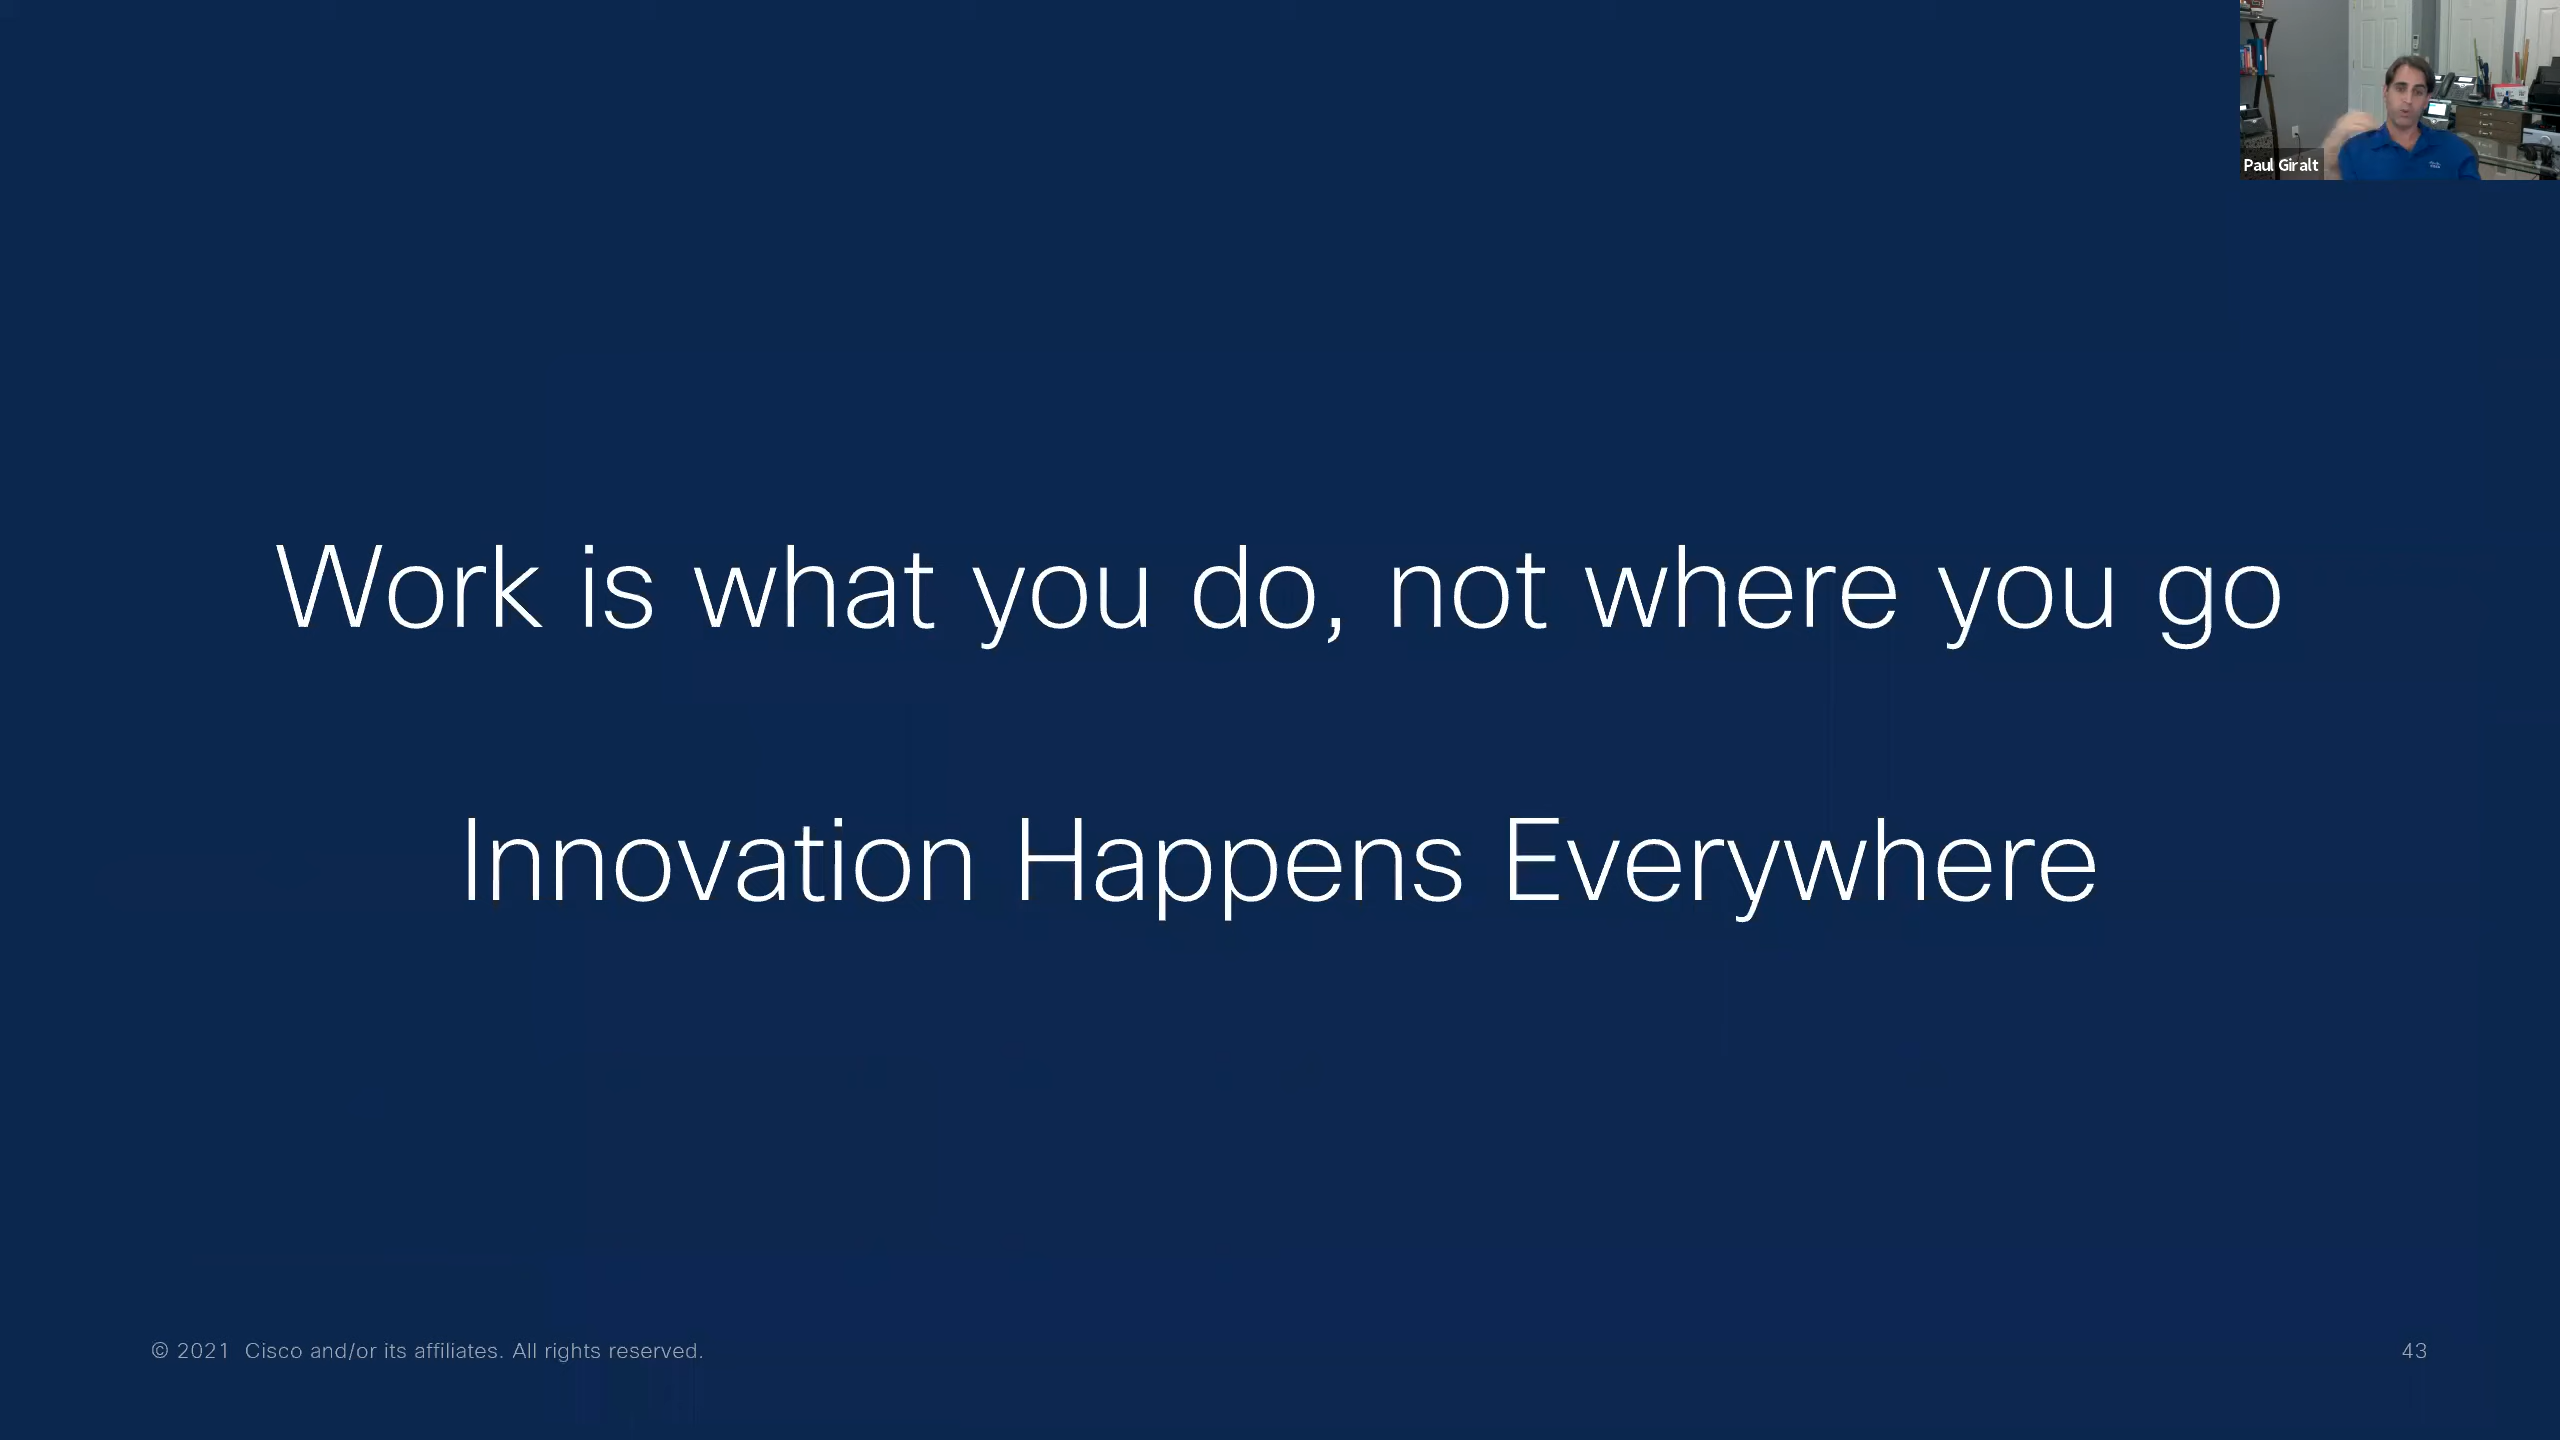 Paul Giralt
Work is what you do, not where you go
Innovation Happens Everywhere
© 2021 Cisco and/or its affiliates. All rights reserved.
43